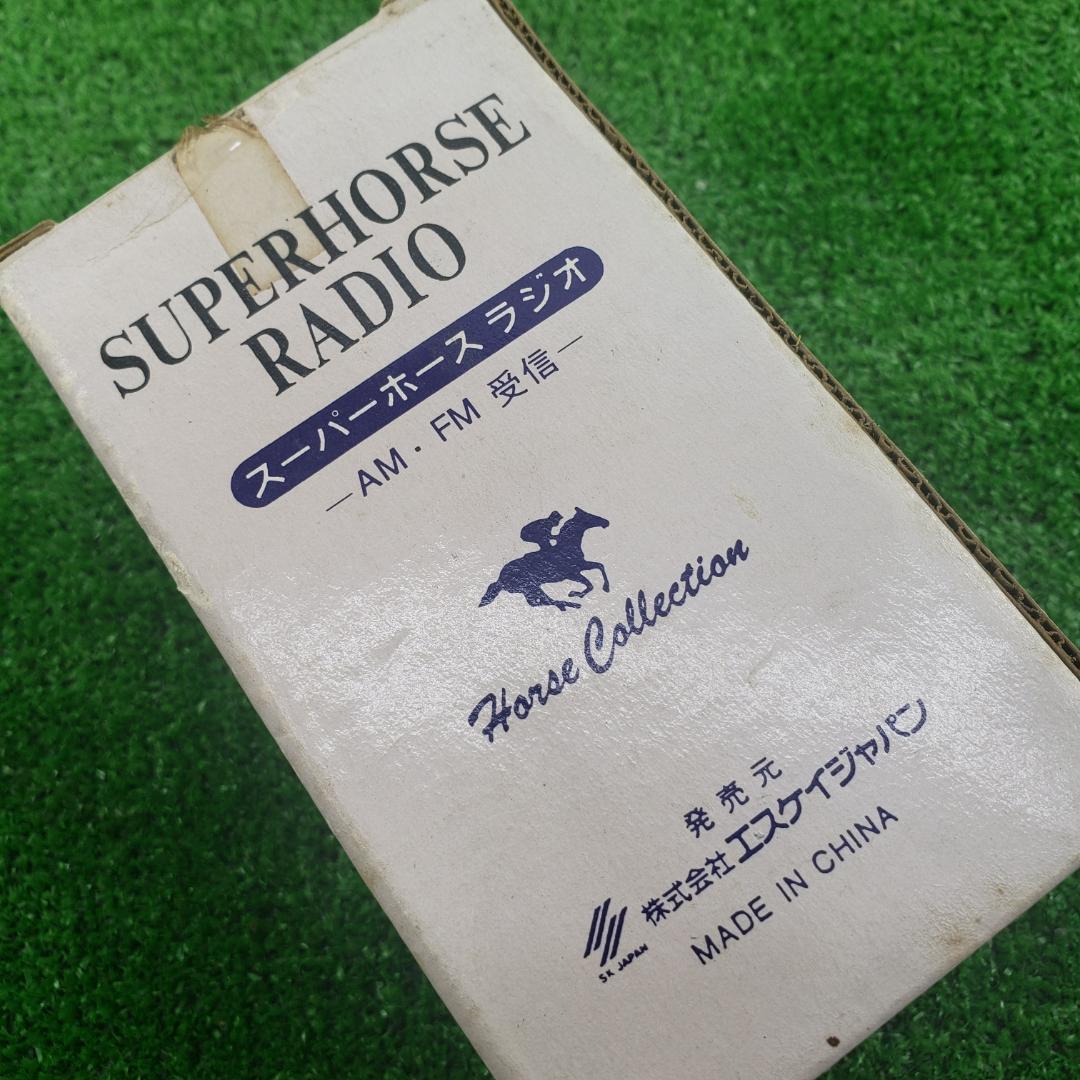 SUPERHORSE
RADIO
スーパーホース ラジオ
—AM・FM 受信—
Horse Collection
発売元
株式会社エスケイジャパン
SK JAPAN
MADE IN CHINA